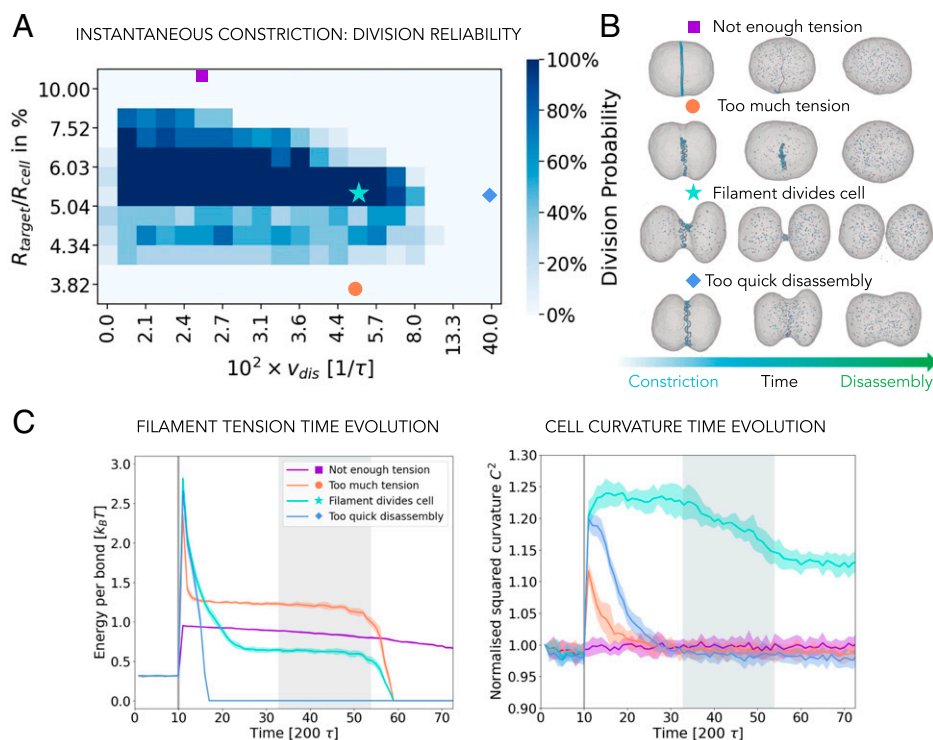 A
INSTANTANEOUS CONSTRICTION: DIVISION RELIABILITY
R_target/R_cell in %
10.00
7.52
6.03
5.04
4.34
3.82
0.0 2.1 2.4 2.7 3.1 3.6 4.4 5.7 13.3 40.0
10² × v_dis [1/τ]
100%
80%
60%
40%
20%
0%
Division Probability
B
Not enough tension
Too much tension
Filament divides cell
Too quick disassembly
Constriction Time Disassembly
C
FILAMENT TENSION TIME EVOLUTION
Energy per bond [k_BT]
3.0
2.5
2.0
1.5
1.0
0.5
0.0
Not enough tension
Too much tension
Filament divides cell
Too quick disassembly
0 10 20 30 40 50 60 70
Time [200 τ]
CELL CURVATURE TIME EVOLUTION
Normalised squared curvature C²
1.30
1.25
1.20
1.15
1.10
1.05
1.00
0.95
0.90
0 10 20 30 40 50 60 70
Time [200 τ]